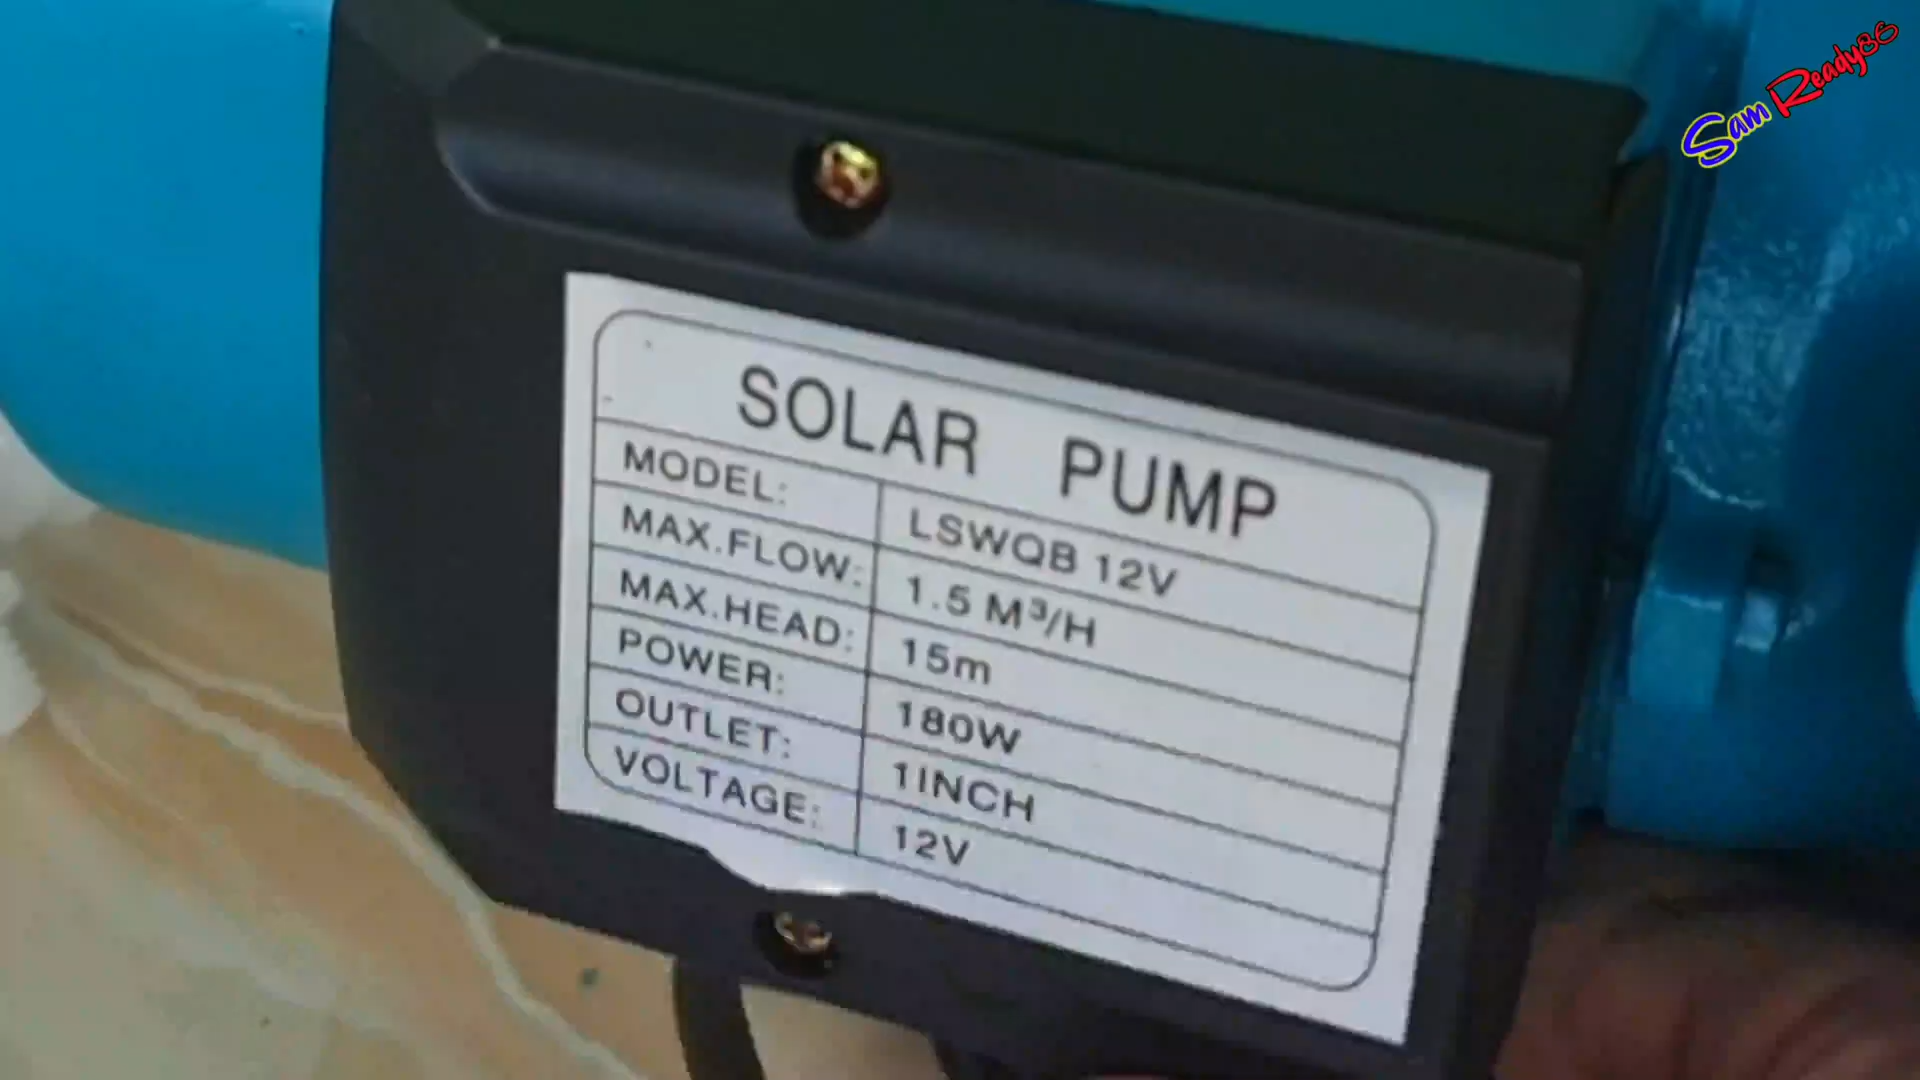 Sam Ready86
SOLAR PUMP
MODEL: LSWQB 12V
MAX.FLOW: 1.5 M³/H
MAX.HEAD: 15m
POWER: 180W
OUTLET: 1INCH
VOLTAGE: 12V